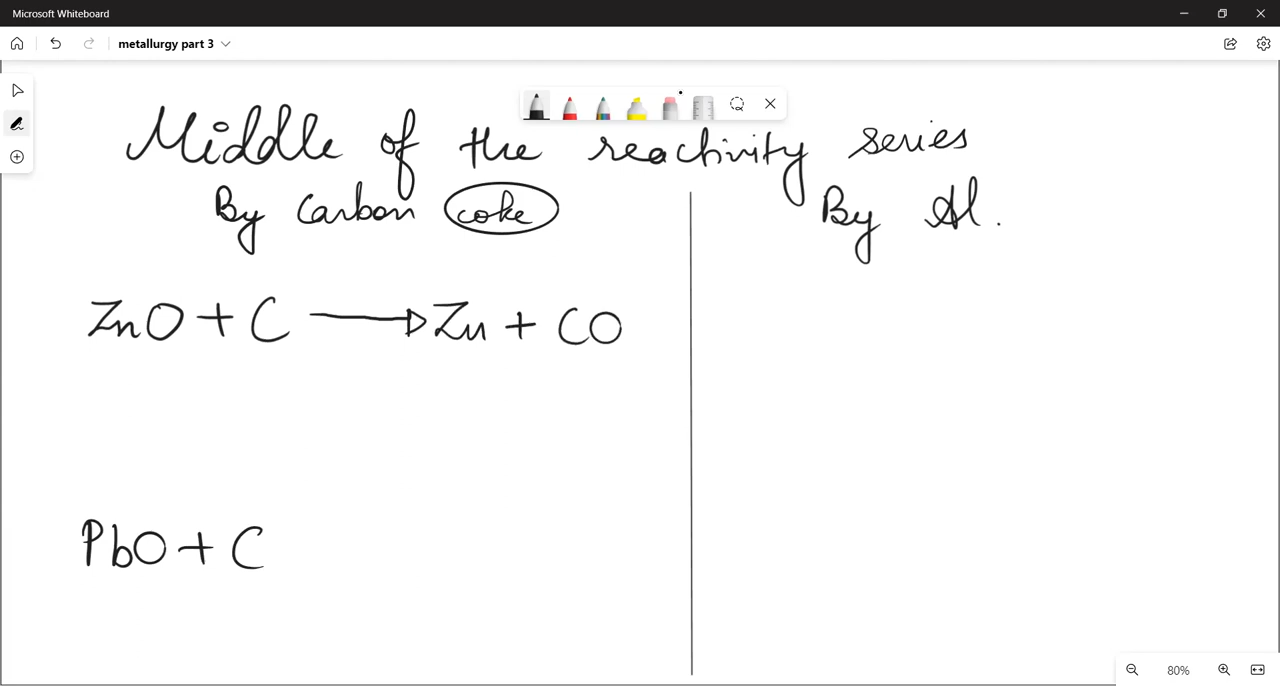 Microsoft Whiteboard
metallurgy part 3
Middle of the reactivity series
By Carbon coke
By Al.
ZnO + C → Zn + CO
PbO + C
80%